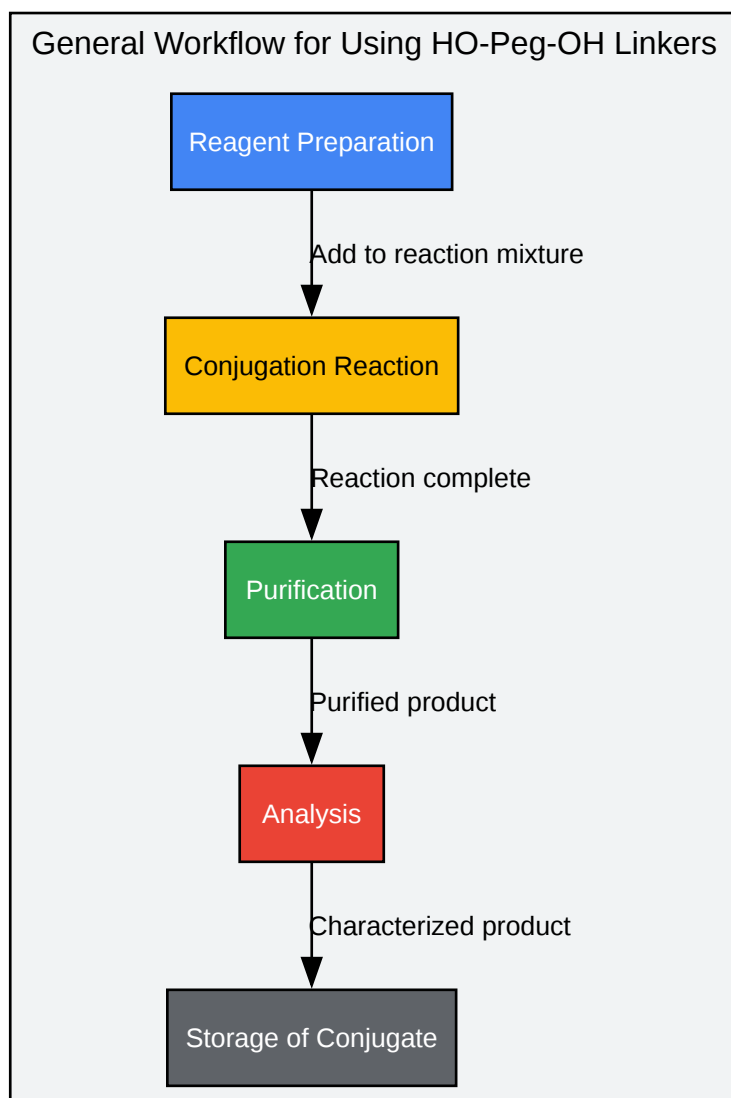 General Workflow for Using HO-Peg-OH Linkers
Reagent Preparation
Add to reaction mixture
Conjugation Reaction
Reaction complete
Purification
Purified product
Analysis
Characterized product
Storage of Conjugate